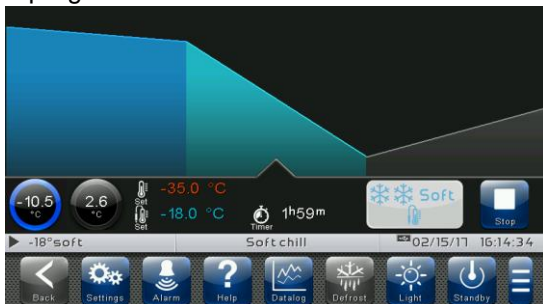 -10.5
°C
2.6
°C
Set
-35.0 °C
Set
-18.0 °C
Timer
1h59m
Soft
Stop
-18°soft
Soft chill
02/15/17 16:14:34
Back
Settings
Alarm
?
Help
Datalog
Defrost
Light
Standby